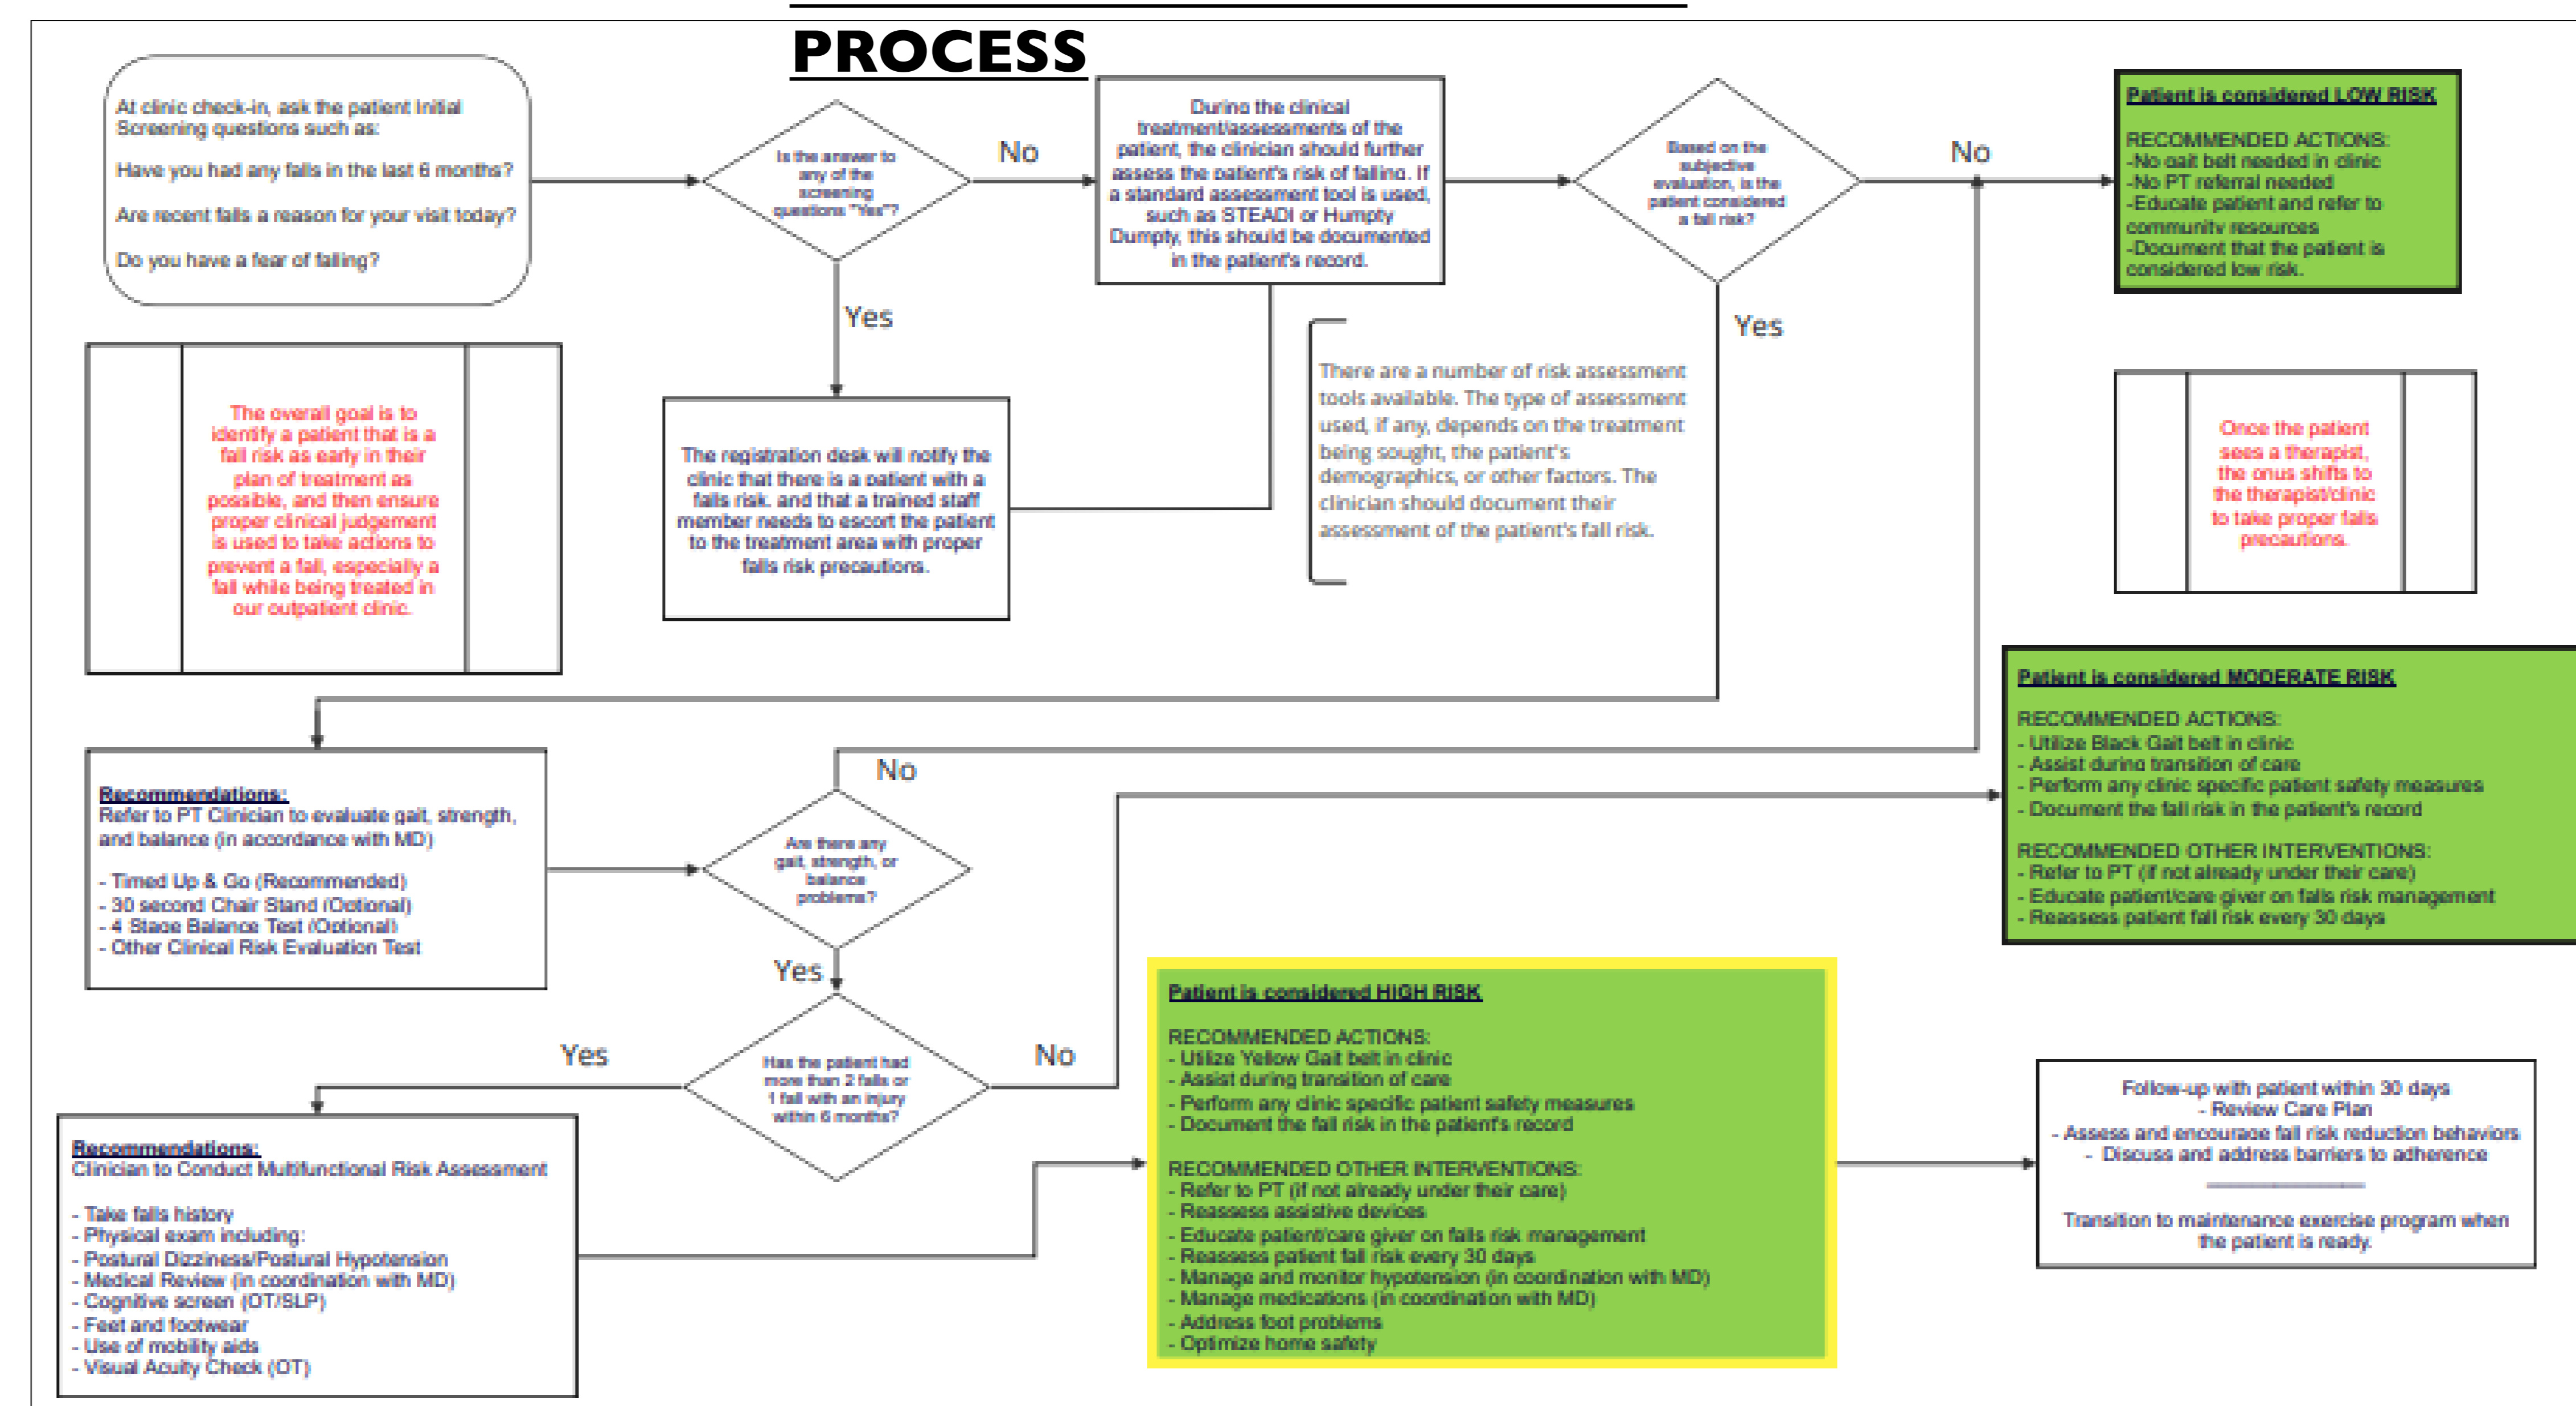 PROCESS
At clinic check-in, ask the patient Initial
Screening questions such as:
Have you had any falls in the last 6 months?
Are recent falls a reason for your visit today?
Do you have a fear of falling?
Is the answer to
any of the
screening
questions "Yes"?
No
Yes
During the clinical
treatment/assessments of the
patient, the clinician should further
assess the patient's risk of falling. If
a standard assessment tool is used,
such as STEADI or Humpty
Dumpty, this should be documented
in the patient's record.
Based on the
subjective
evaluation, is the
patient considered
a fall risk?
No
Yes
Patient is considered LOW RISK
RECOMMENDED ACTIONS:
-No gait belt needed in clinic
-No PT referral needed
-Educate patient and refer to
community resources
-Document that the patient is
considered low risk.
The overall goal is to
identify a patient that is a
fall risk as early in their
plan of treatment as
possible, and then ensure
proper clinical judgement
is used to take actions to
prevent a fall, especially a
fall while being treated in
our outpatient clinic.
The registration desk will notify the
clinic that there is a patient with a
falls risk, and that a trained staff
member needs to escort the patient
to the treatment area with proper
falls risk precautions.
There are a number of risk assessment
tools available. The type of assessment
used, if any, depends on the treatment
being sought, the patient's
demographics, or other factors. The
clinician should document their
assessment of the patient's fall risk.
Once the patient
sees a therapist,
the onus shifts to
the therapist/clinic
to take proper falls
precautions.
Recommendations:
Refer to PT Clinician to evaluate gait, strength,
and balance (in accordance with MD)
- Timed Up & Go (Recommended)
- 30 second Chair Stand (Optional)
- 4 Stage Balance Test (Optional)
- Other Clinical Risk Evaluation Test
No
Are there any
gait, strength, or
balance
problems?
Yes
Patient is considered MODERATE RISK
RECOMMENDED ACTIONS:
- Utilize Black Gait belt in clinic
- Assist during transition of care
- Perform any clinic specific patient safety measures
- Document the fall risk in the patient's record
RECOMMENDED OTHER INTERVENTIONS:
- Refer to PT (if not already under their care)
- Educate patient/care giver on falls risk management
- Reassess patient fall risk every 30 days
Yes
Has the patient had
more than 2 falls or
1 fall with an injury
within 6 months?
No
Recommendations:
Clinician to Conduct Multifunctional Risk Assessment
- Take falls history
- Physical exam including:
- Postural Dizziness/Postural Hypotension
- Medical Review (in coordination with MD)
- Cognitive screen (OT/SLP)
- Feet and footwear
- Use of mobility aids
- Visual Acuity Check (OT)
Patient is considered HIGH RISK
RECOMMENDED ACTIONS:
- Utilize Yellow Gait belt in clinic
- Assist during transition of care
- Perform any clinic specific patient safety measures
- Document the fall risk in the patient's record
RECOMMENDED OTHER INTERVENTIONS:
- Refer to PT (if not already under their care)
- Reassess assistive devices
- Educate patient/care giver on falls risk management
- Reassess patient fall risk every 30 days
- Manage and monitor hypotension (in coordination with MD)
- Manage medications (in coordination with MD)
- Address foot problems
- Optimize home safety
Follow-up with patient within 30 days
- Review Care Plan
- Assess and encourage fall risk reduction behaviors
- Discuss and address barriers to adherence
Transition to maintenance exercise program when
the patient is ready.